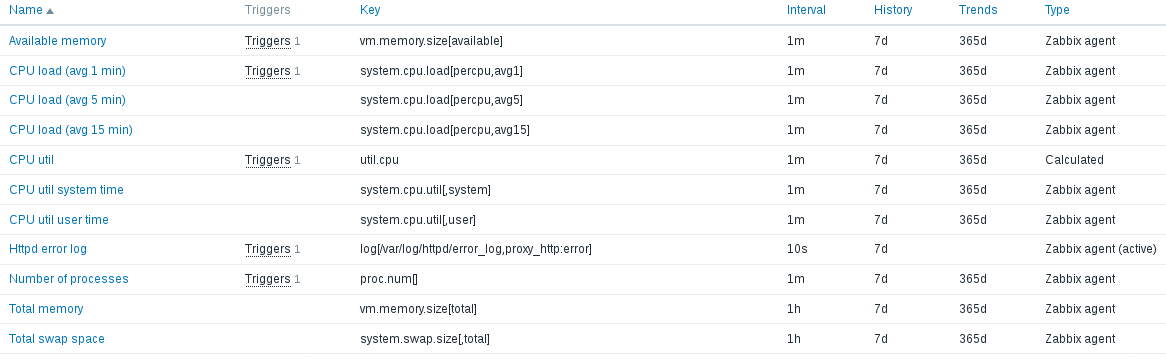 Name Triggers Key Interval History Trends Type
Available memory Triggers 1 vm.memory.size[available] 1m 7d 365d Zabbix agent
CPU load (avg 1 min) Triggers 1 system.cpu.load[percpu,avg1] 1m 7d 365d Zabbix agent
CPU load (avg 5 min) system.cpu.load[percpu,avg5] 1m 7d 365d Zabbix agent
CPU load (avg 15 min) system.cpu.load[percpu,avg15] 1m 7d 365d Zabbix agent
CPU util Triggers 1 util.cpu 1m 7d 365d Calculated
CPU util system time system.cpu.util[,system] 1m 7d 365d Zabbix agent
CPU util user time system.cpu.util[,user] 1m 7d 365d Zabbix agent
Httpd error log Triggers 1 log[/var/log/httpd/error_log,proxy_http:error] 10s 7d Zabbix agent (active)
Number of processes Triggers 1 proc.num[] 1m 7d 365d Zabbix agent
Total memory vm.memory.size[total] 1h 7d 365d Zabbix agent
Total swap space system.swap.size[,total] 1h 7d 365d Zabbix agent